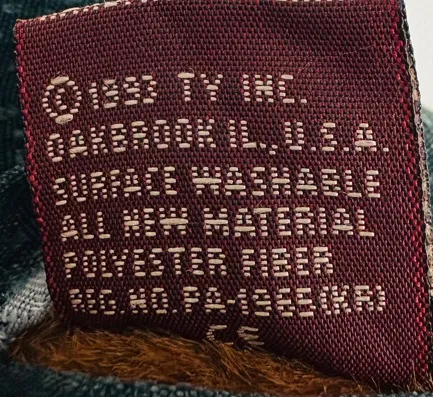 © 1993 TY INC.
OAKBROOK IL., U.S.A.
SURFACE WASHABLE
ALL NEW MATERIAL
POLYESTER FIBER
REG.NO.PA-1965(KR)
CE